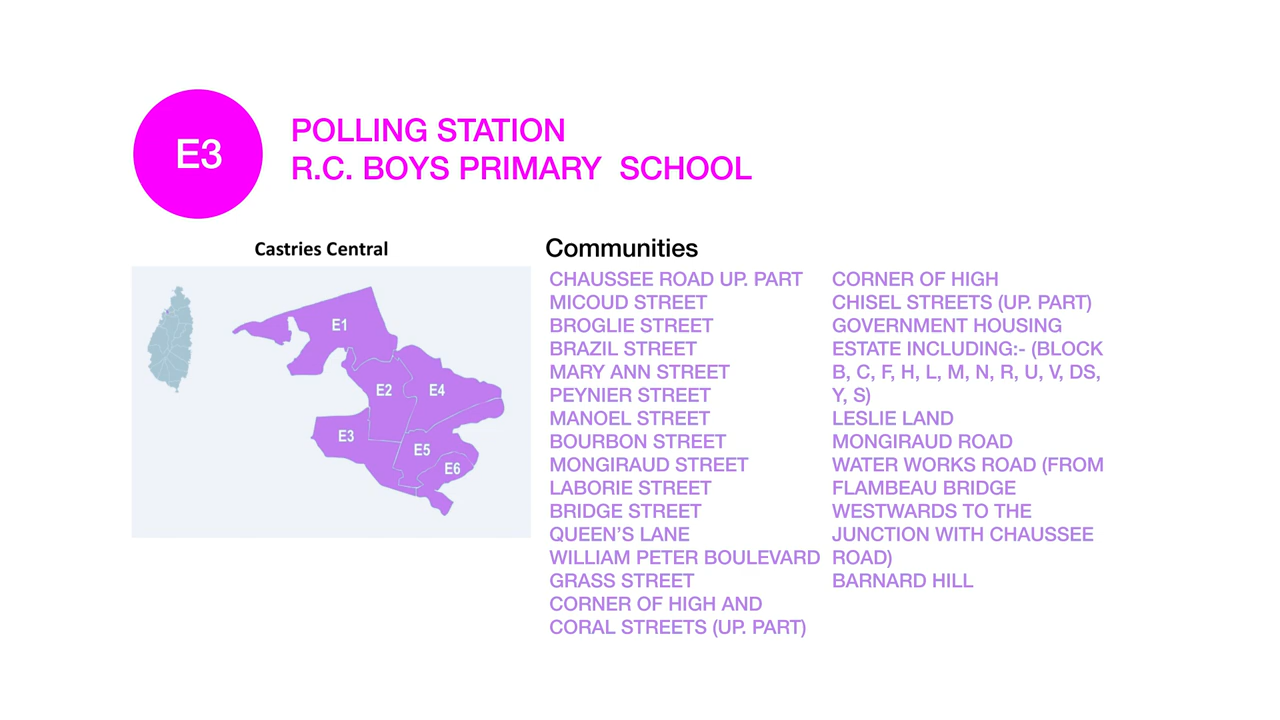 E3
POLLING STATION
R.C. BOYS PRIMARY SCHOOL
Castries Central
E1
E2
E4
E3
E5
E6
Communities
CHAUSSEE ROAD UP. PART
MICOUD STREET
BROGLIE STREET
BRAZIL STREET
MARY ANN STREET
PEYNIER STREET
MANOEL STREET
BOURBON STREET
MONGIRAUD STREET
LABORIE STREET
BRIDGE STREET
QUEEN’S LANE
WILLIAM PETER BOULEVARD
GRASS STREET
CORNER OF HIGH AND
CORAL STREETS (UP. PART)
CORNER OF HIGH
CHISEL STREETS (UP. PART)
GOVERNMENT HOUSING
ESTATE INCLUDING:- (BLOCK
B, C, F, H, L, M, N, R, U, V, DS,
Y, S)
LESLIE LAND
MONGIRAUD ROAD
WATER WORKS ROAD (FROM
FLAMBEAU BRIDGE
WESTWARDS TO THE
JUNCTION WITH CHAUSSEE
ROAD)
BARNARD HILL